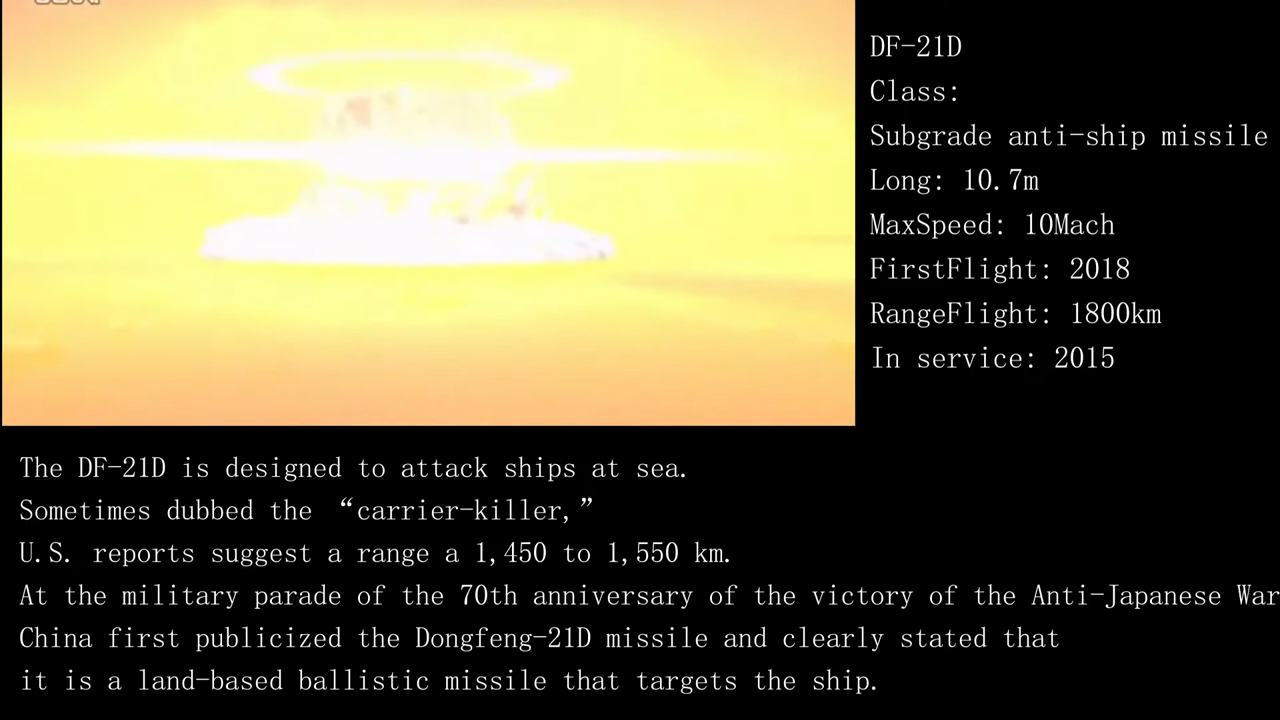 DF-21D
Class:
Subgrade anti-ship missile
Long: 10.7m
MaxSpeed: 10Mach
FirstFlight: 2018
RangeFlight: 1800km
In service: 2015
The DF-21D is designed to attack ships at sea.
Sometimes dubbed the “carrier-killer,”
U.S. reports suggest a range a 1,450 to 1,550 km.
At the military parade of the 70th anniversary of the victory of the Anti-Japanese War
China first publicized the Dongfeng-21D missile and clearly stated that
it is a land-based ballistic missile that targets the ship.